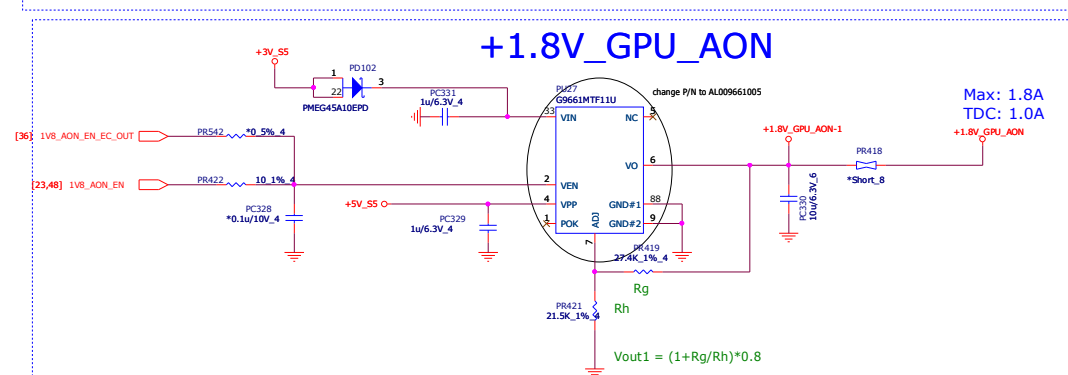 +1.8V_GPU_AON
+3V_S5
1
22
PD102
3
PMEG45A10EPD
PC331
1u/6.3V_4
PU27
G9661MTF11U
change P/N to AL009661005
33
VIN
NC
5
Max: 1.8A
TDC: 1.0A
[36] 1V8_AON_EN_EC_OUT
PR542
*0_5%_4
+1.8V_GPU_AON-1
+1.8V_GPU_AON
VO
6
PR418
*Short_8
[23,48] 1V8_AON_EN
PR422
10_1%_4
2
VEN
+5V_S5
4
VPP
GND#1
88
PC328
*0.1u/10V_4
PC329
1u/6.3V_4
1
POK
ADJ
GND#2
9
PC330
10u/6.3V_6
7
PR419
27.4K_1%_4
Rg
PR421
21.5K_1%_4
Rh
Vout1 = (1+Rg/Rh)*0.8